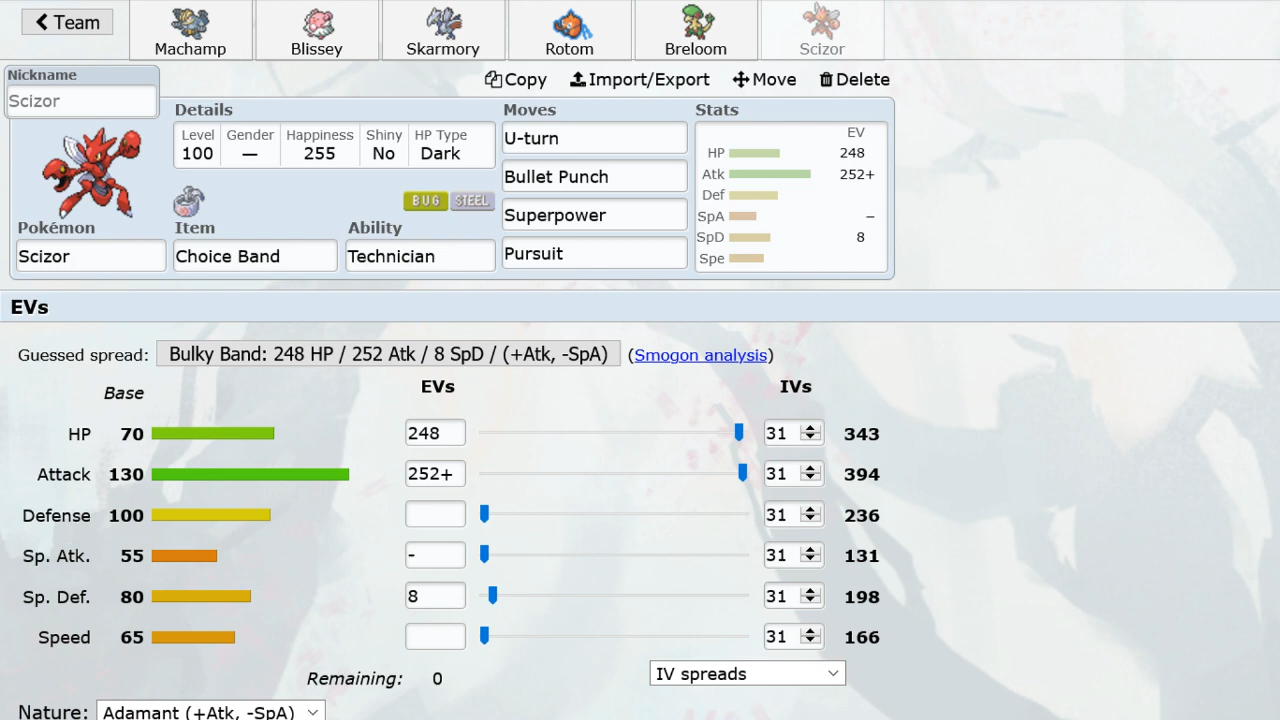 Team
Machamp
Blissey
Skarmory
Rotom
Breloom
Scizor
Nickname
Scizor
Copy
Import/Export
Move
Delete
Details
Moves
Stats
Level
Gender
Happiness
Shiny
HP Type
100
—
255
No
Dark
U-turn
Bullet Punch
Superpower
Pursuit
EV
HP 248
Atk 252+
Def
SpA –
SpD 8
Spe
BUG STEEL
Pokémon
Item
Ability
Scizor
Choice Band
Technician
EVs
Guessed spread: Bulky Band: 248 HP / 252 Atk / 8 SpD / (+Atk, -SpA) (Smogon analysis)
Base EVs IVs
HP 70 248 31 343
Attack 130 252+ 31 394
Defense 100 31 236
Sp. Atk. 55 - 31 131
Sp. Def. 80 8 31 198
Speed 65 31 166
Remaining: 0 IV spreads
Nature: Adamant (+Atk, -SpA)